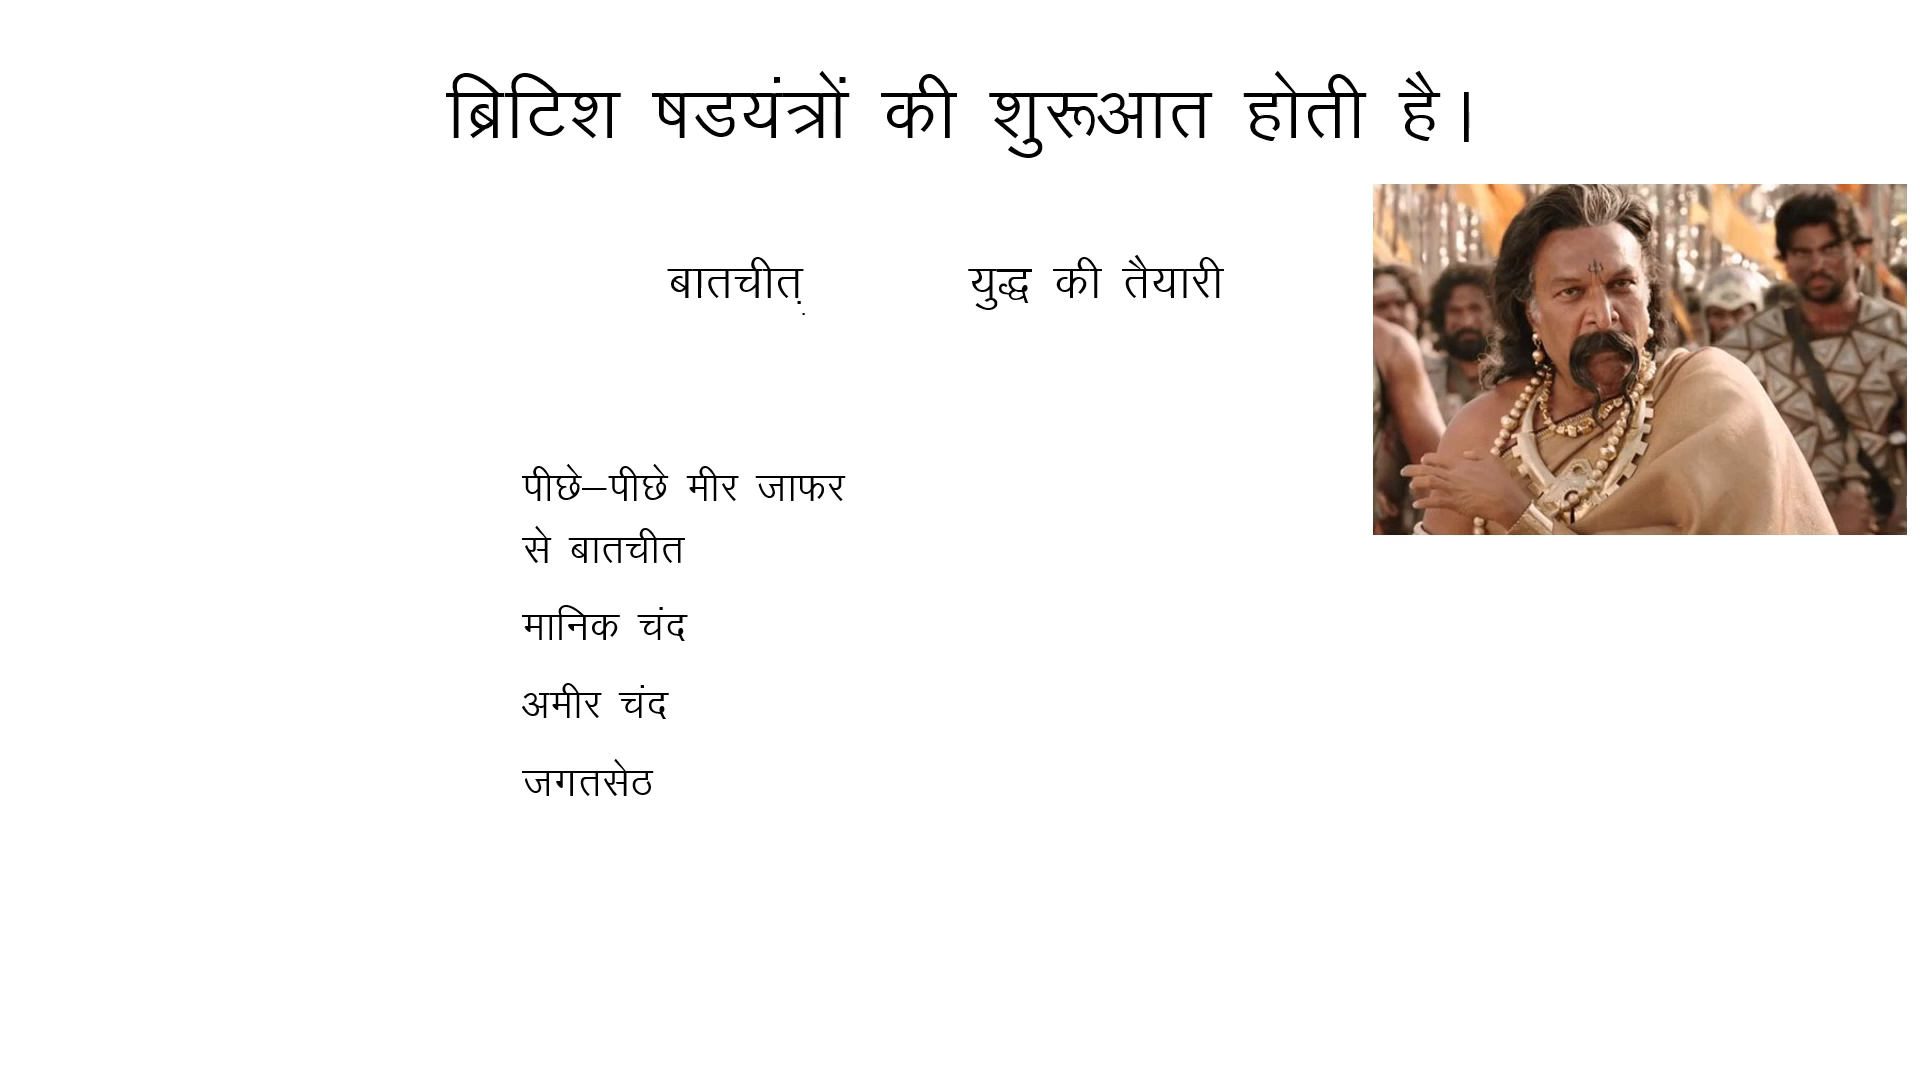 ब्रिटिश षडयंत्रों की शुरूआत होती है।
बातचीत् युद्ध की तैयारी
पीछे–पीछे मीर जाफर
से बातचीत
मानिक चंद
अमीर चंद
जगतसेठ